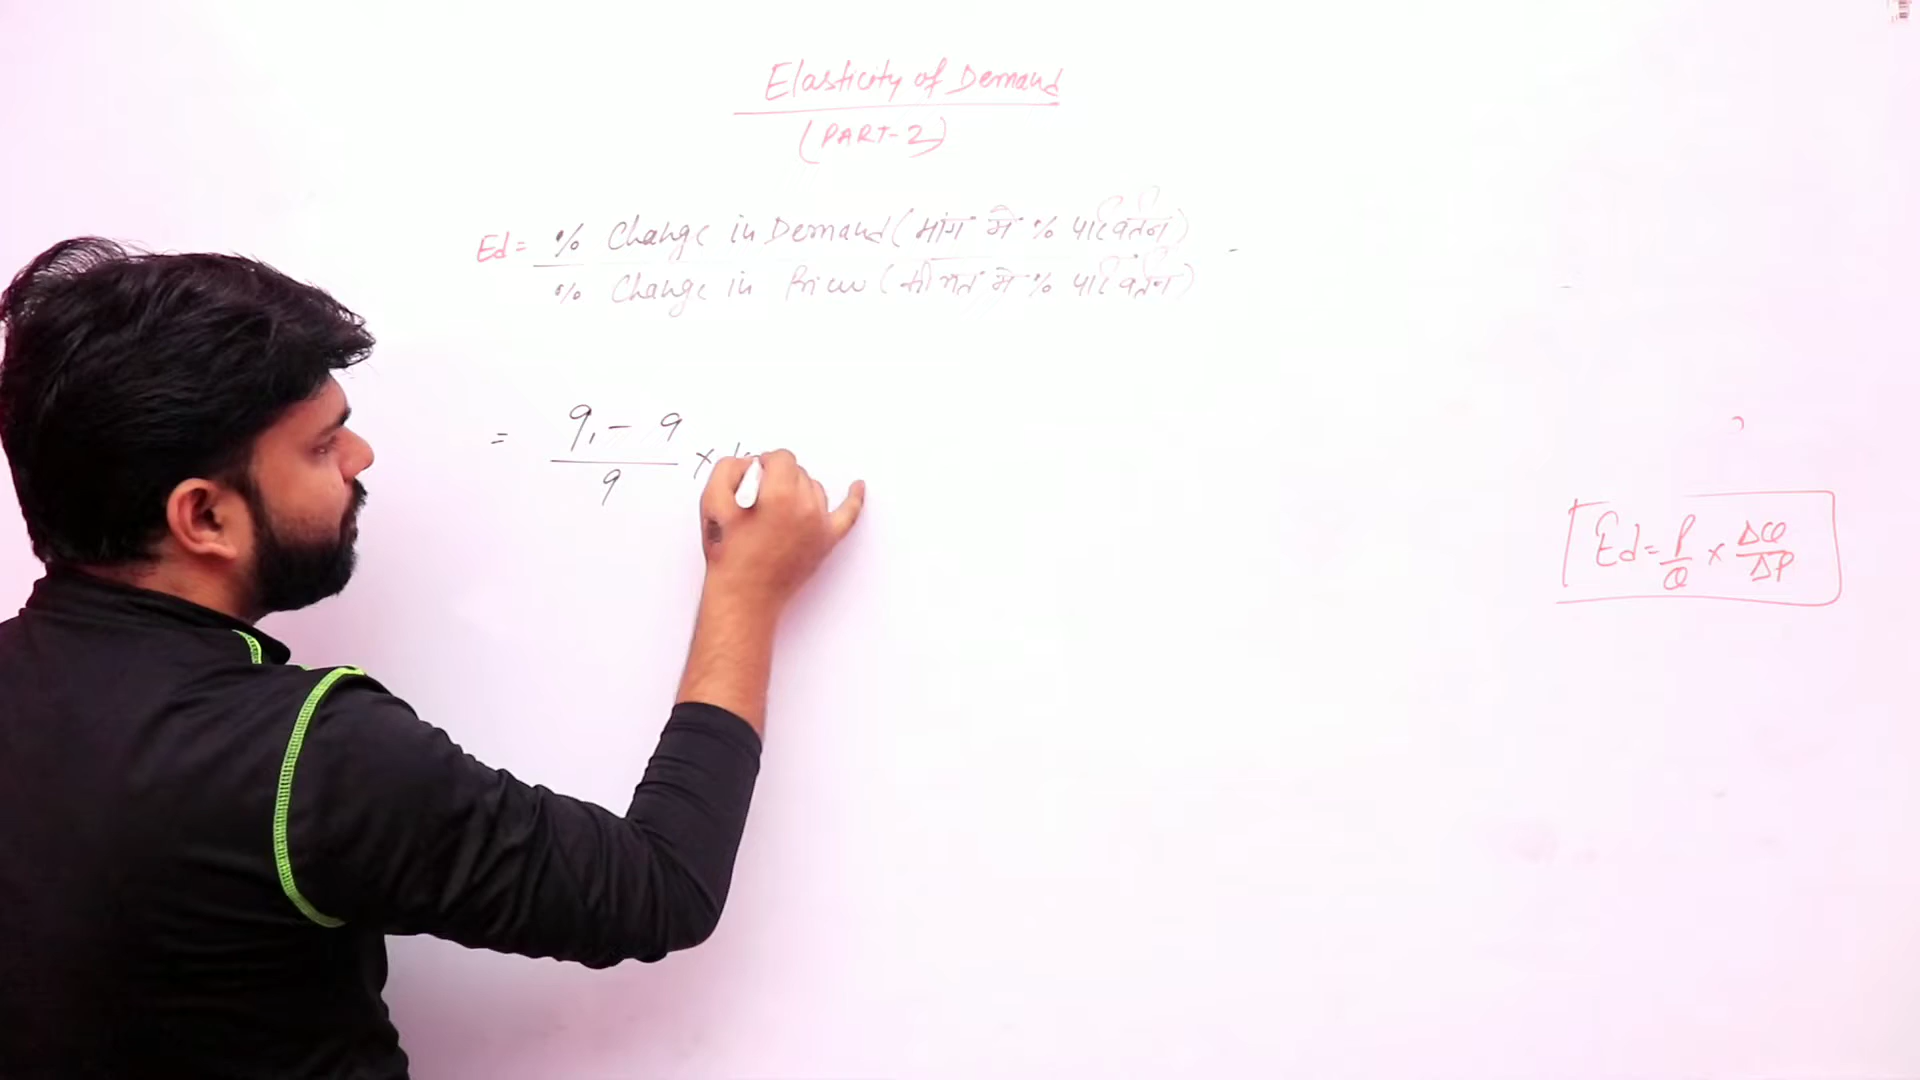 Elasticity of Demand
(PART-2)
Ed = % Change in Demand (मांग में % परिवर्तन)
% Change in Price (कीमत में % परिवर्तन)
= q₁ - q
q
×
Ed = P/Q × ΔQ/ΔP